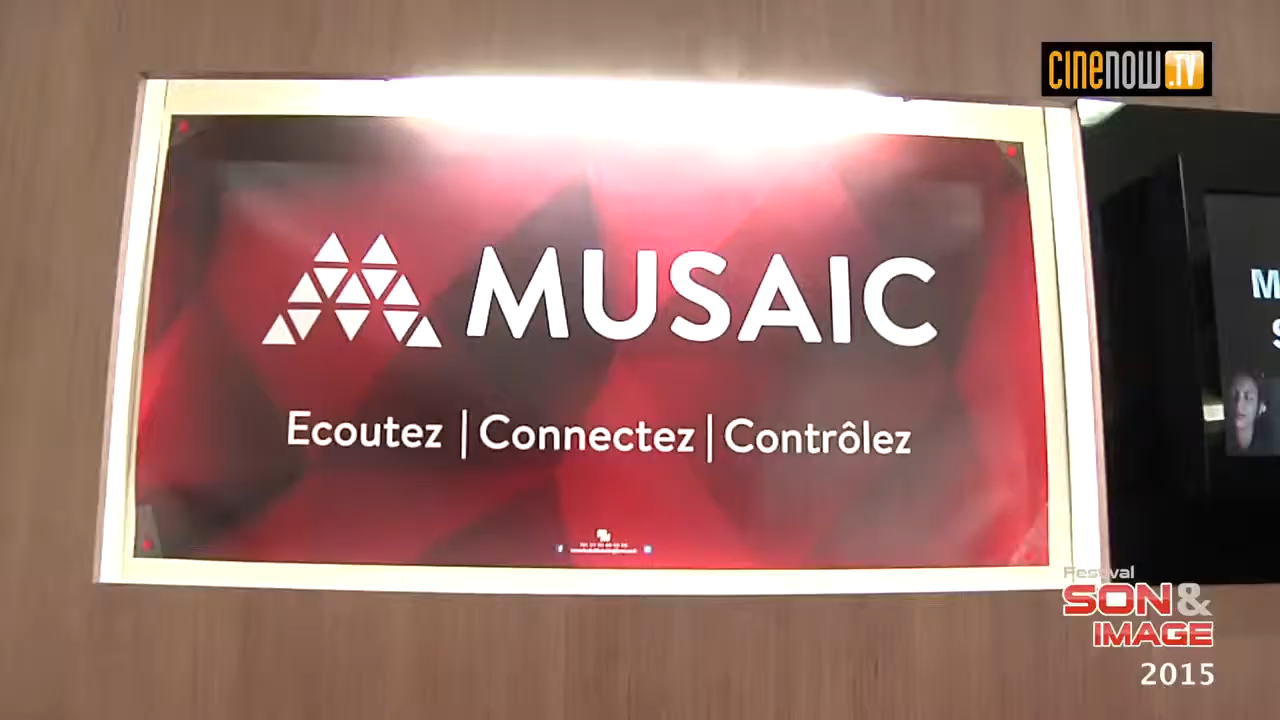 CINENOW.TV
MUSAIC
Ecoutez | Connectez | Contrôlez
M
S
Festival
SON &
IMAGE
2015